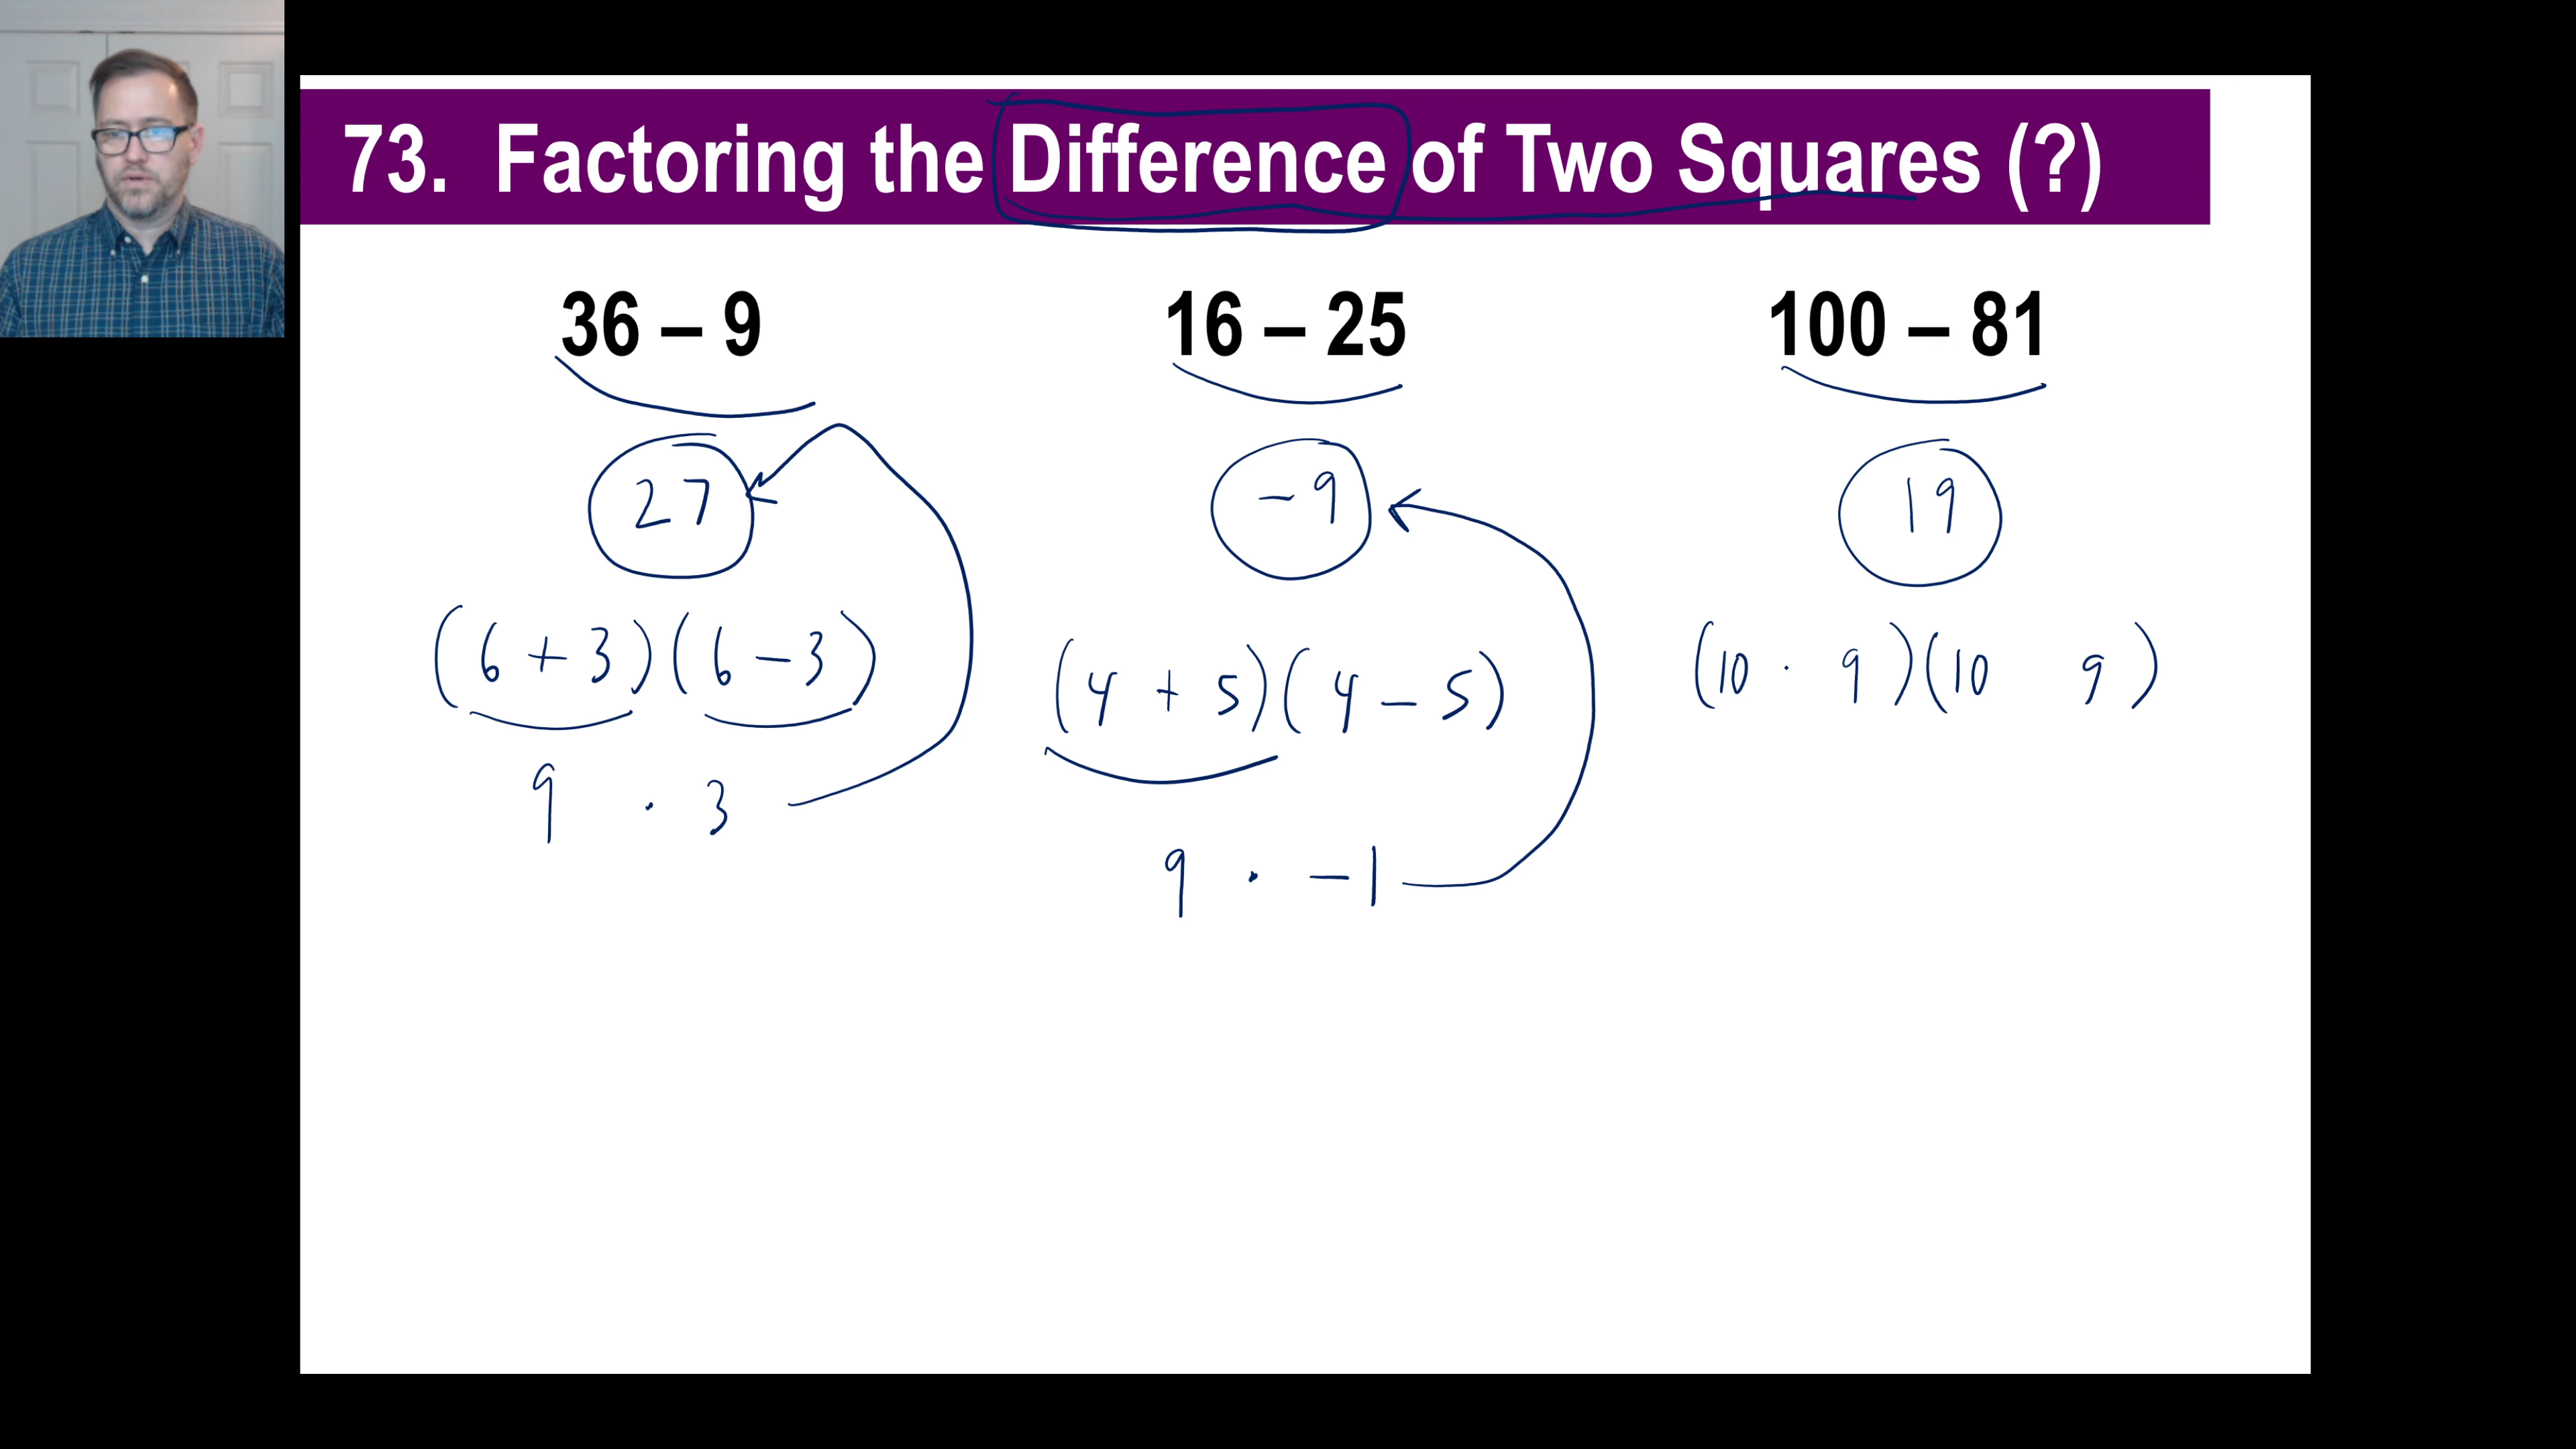 73. Factoring the Difference of Two Squares (?)
36 – 9
27
(6 + 3)(6 – 3)
9 · 3
16 – 25
–9
(4 + 5)(4 – 5)
9 · –1
100 – 81
19
(10 · 9)(10 9)